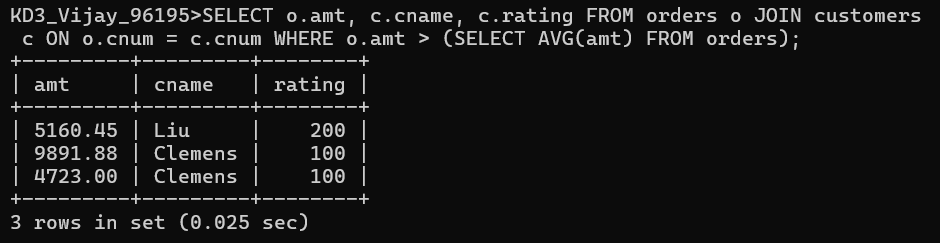 KD3_Vijay_96195>SELECT o.amt, c.cname, c.rating FROM orders o JOIN customers
 c ON o.cnum = c.cnum WHERE o.amt > (SELECT AVG(amt) FROM orders);
+---------+---------+--------+
| amt     | cname   | rating |
+---------+---------+--------+
| 5160.45 | Liu     |    200 |
| 9891.88 | Clemens |    100 |
| 4723.00 | Clemens |    100 |
+---------+---------+--------+
3 rows in set (0.025 sec)